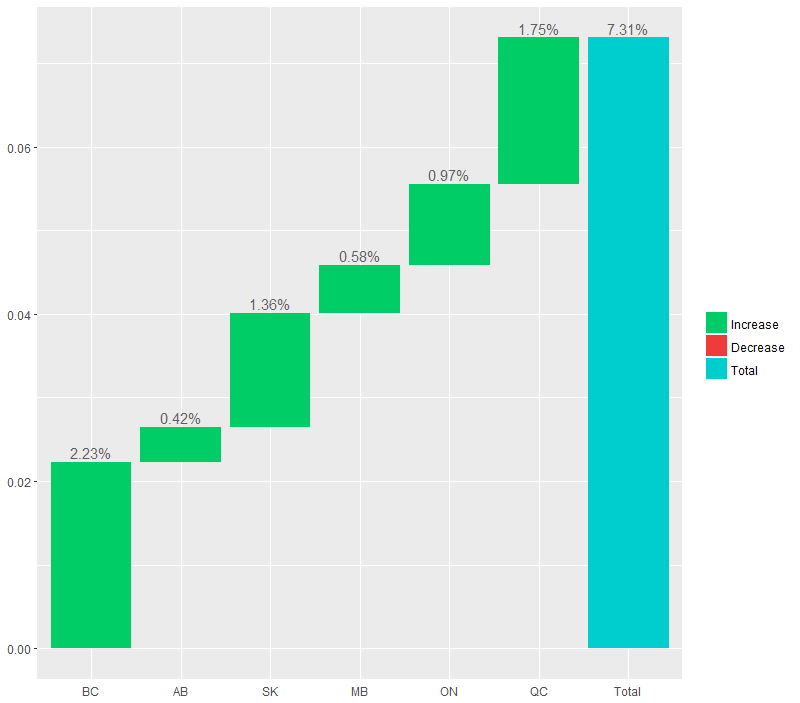 1.75%
7.31%
0.97%
0.58%
1.36%
0.42%
2.23%
0.06
0.04
0.02
0.00
BC AB SK MB ON QC Total
Increase
Decrease
Total